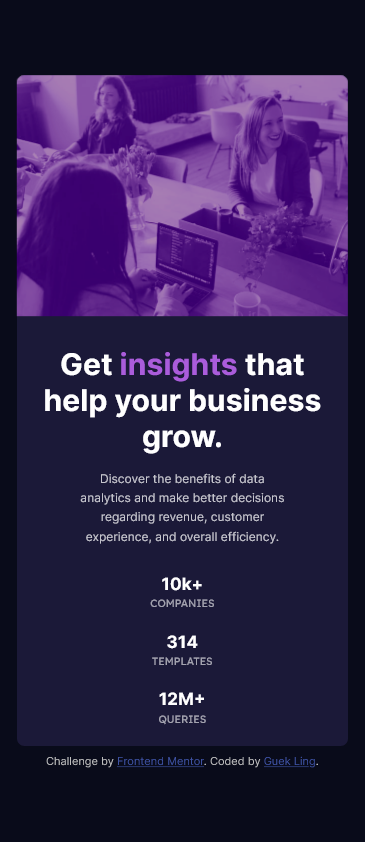 Get insights that
help your business
grow.
Discover the benefits of data
analytics and make better decisions
regarding revenue, customer
experience, and overall efficiency.
10k+
COMPANIES
314
TEMPLATES
12M+
QUERIES
Challenge by Frontend Mentor. Coded by Guek Ling.